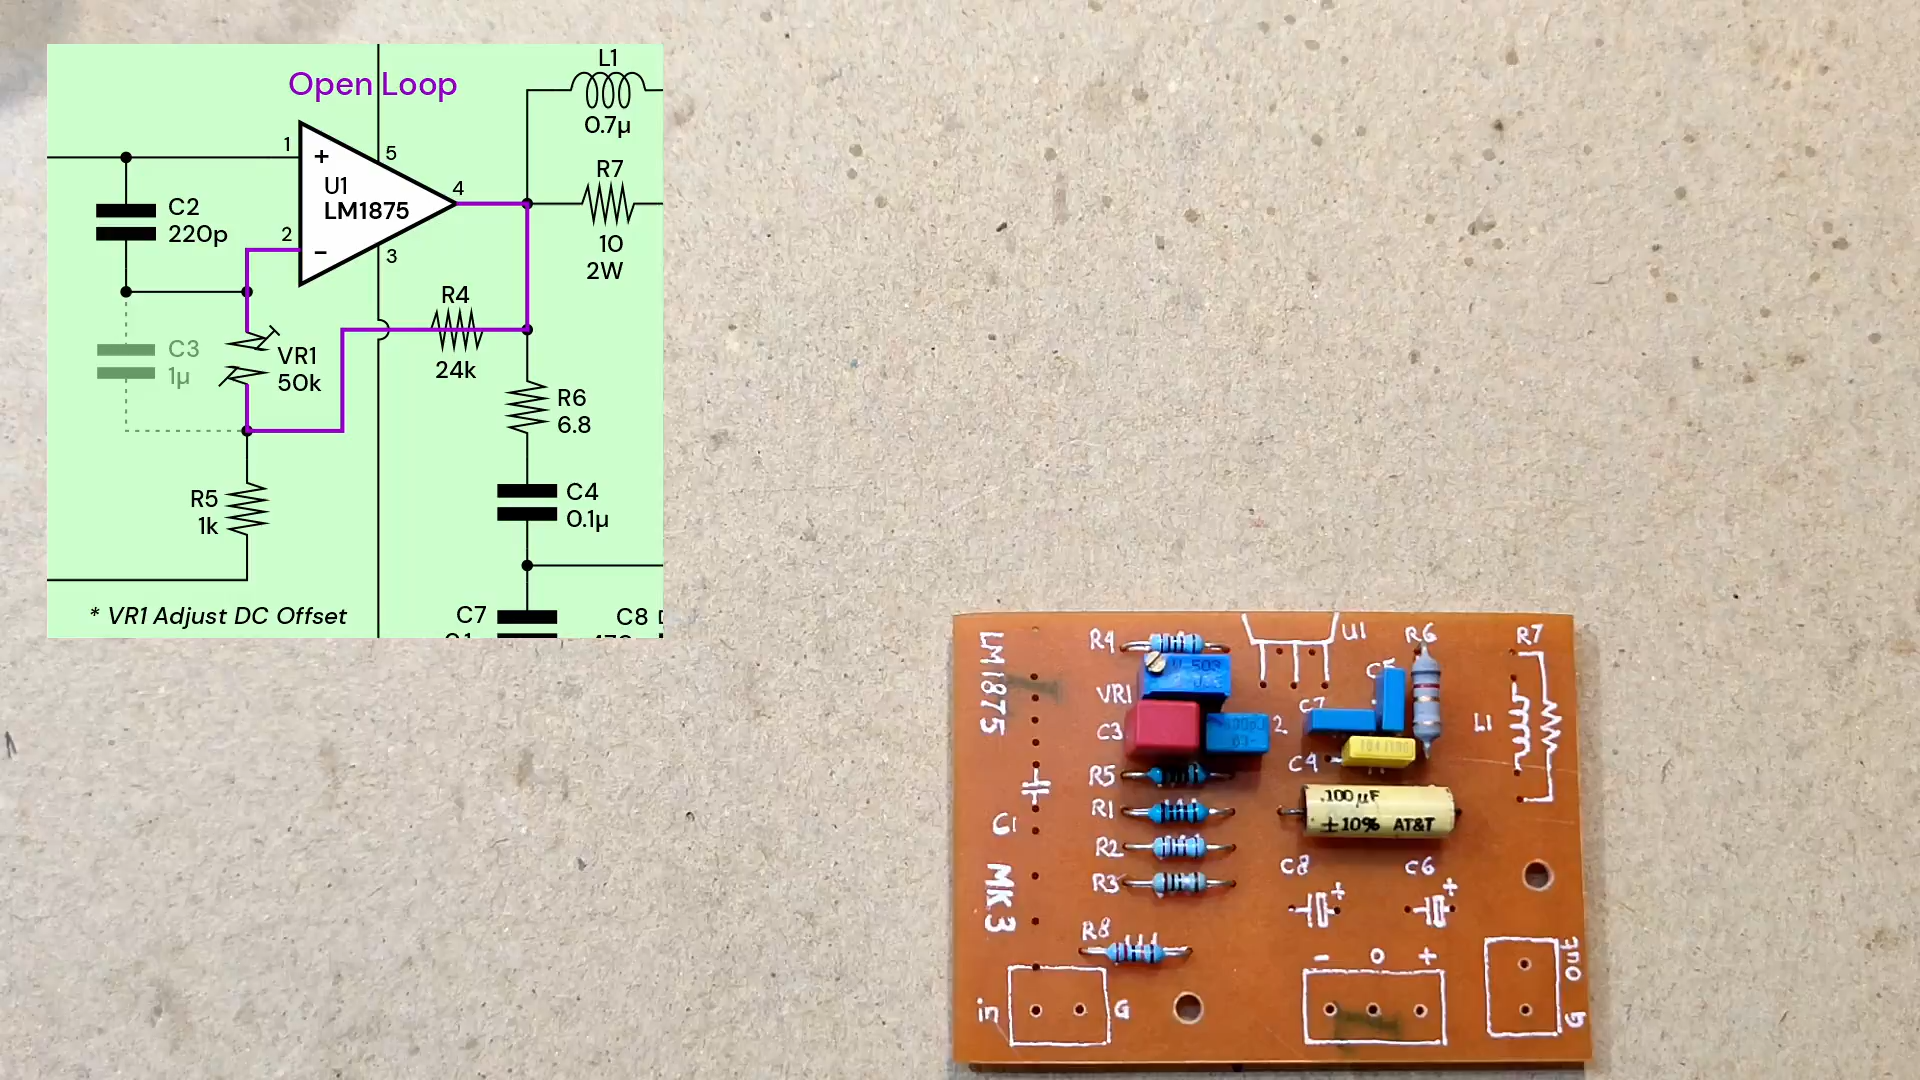 Open Loop
L1
0.7µ
1
+
5
U1
LM1875
4
R7
10
2W
C2
220p
2
−
3
R4
24k
C3
1µ
VR1
50k
R6
6.8
R5
1k
C4
0.1µ
* VR1 Adjust DC Offset
C7
C8
LM1875
C1
MK3
R4
U1
R6
R7
503
VR1
C7
L1
C3
2
C4
R5
R1
.100 µF
±10% AT&T
R2
R3
C8
C6
+
+
R8
- 0 +
in
G
out
G